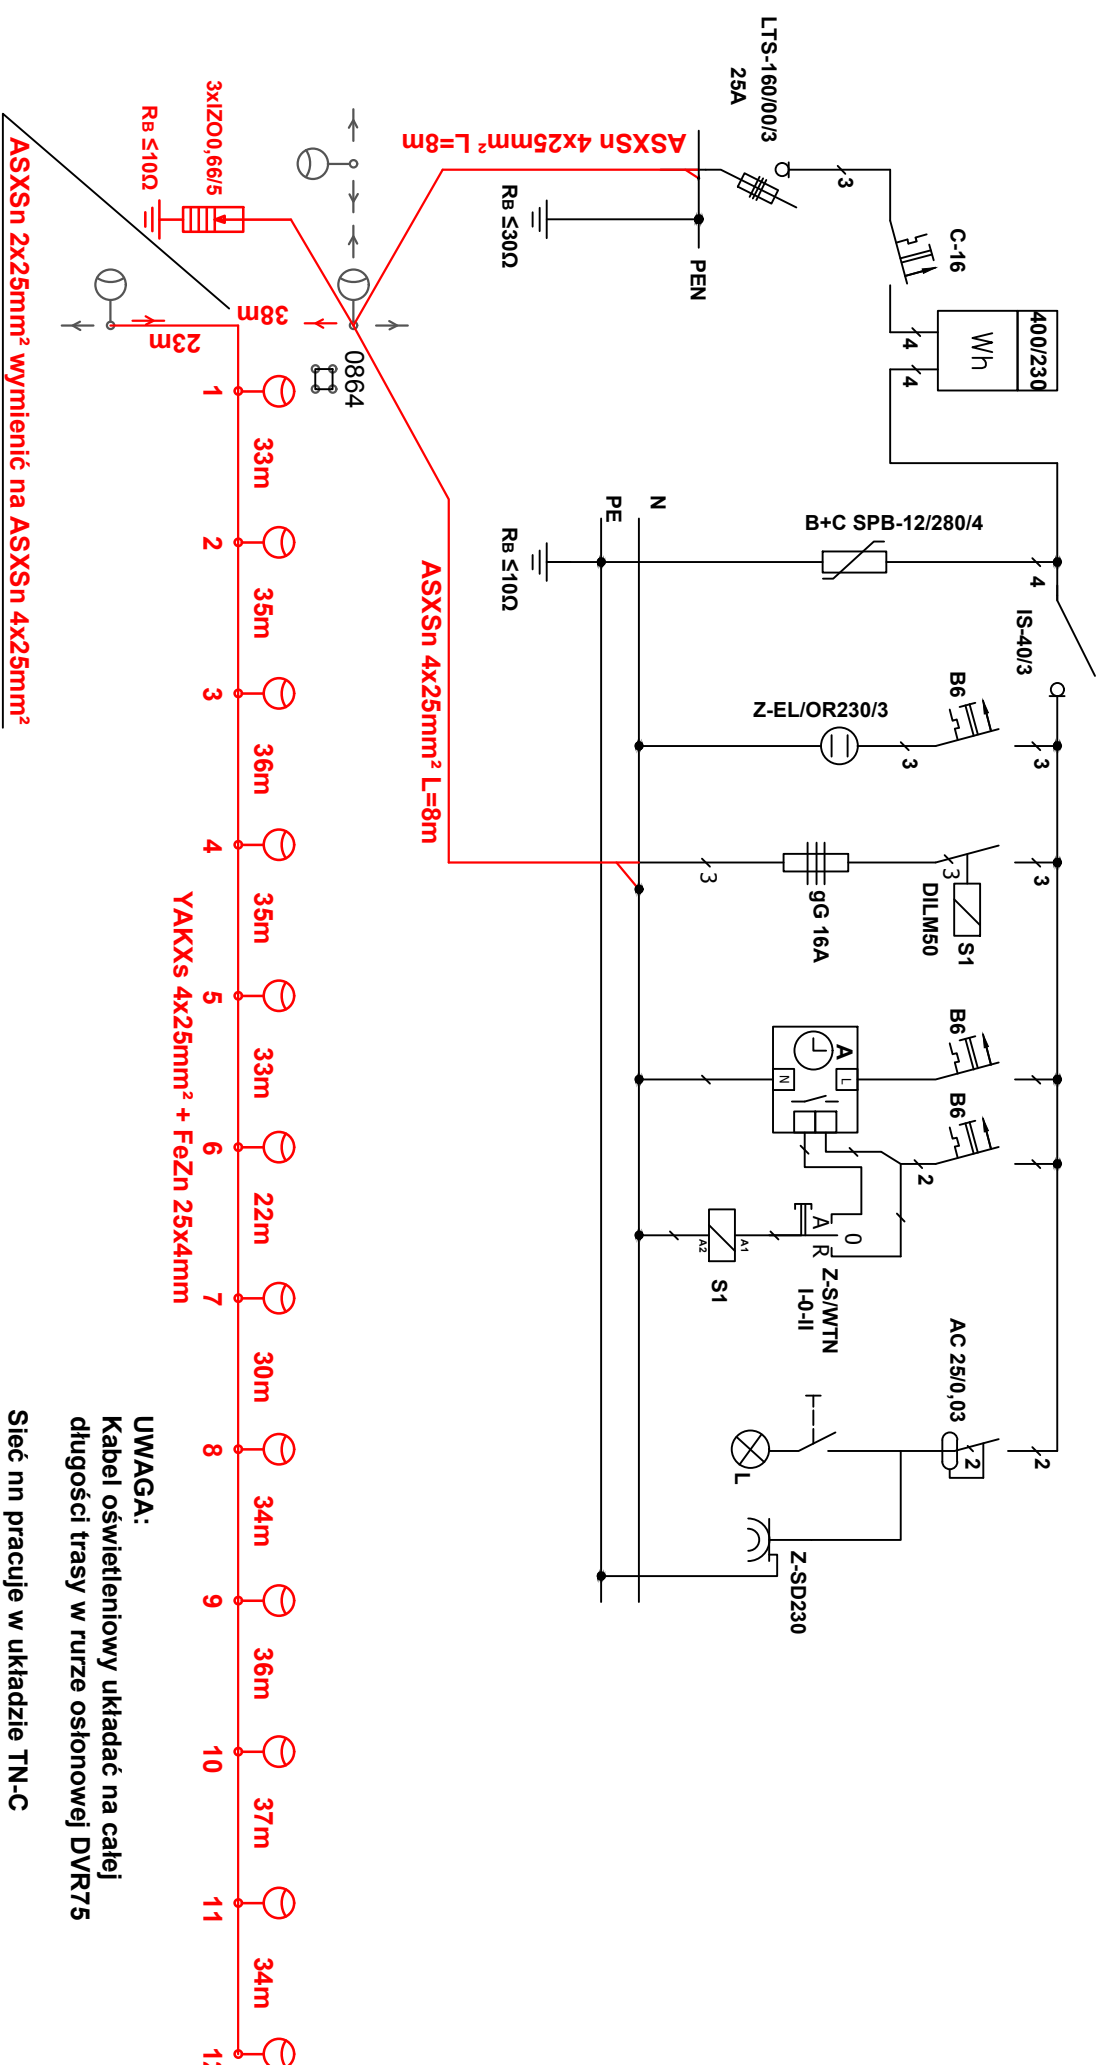 LTS-160/00/3
25A
3
C-16
400/230
Wh
4
4
B+C SPB-12/280/4
4
IS-40/3
B6
3
3
Z-EL/OR230/3
3
3
DILM50
S1
gG 16A
3
B6
B6
2
A
L
N
A
0
R
Z-S/WTN
I-0-II
A1
A2
S1
AC 25/0,03
2
2
L
Z-SD230
PEN
RB ≤30Ω
N
PE
RB ≤10Ω
ASXSn 4x25mm² L=8m
ASXSn 4x25mm² L=8m
3xIZO0,66/5
RB ≤10Ω
0864
38m
23m
ASXSn 2x25mm² wymienić na ASXSn 4x25mm²
33m
35m
36m
35m
33m
22m
30m
34m
36m
37m
34m
1
2
3
4
5
6
7
8
9
10
11
YAKXs 4x25mm² + FeZn 25x4mm
UWAGA:
Kabel oświetleniowy układać na całej
długości trasy w rurze osłonowej DVR75
Sieć nn pracuje w układzie TN-C